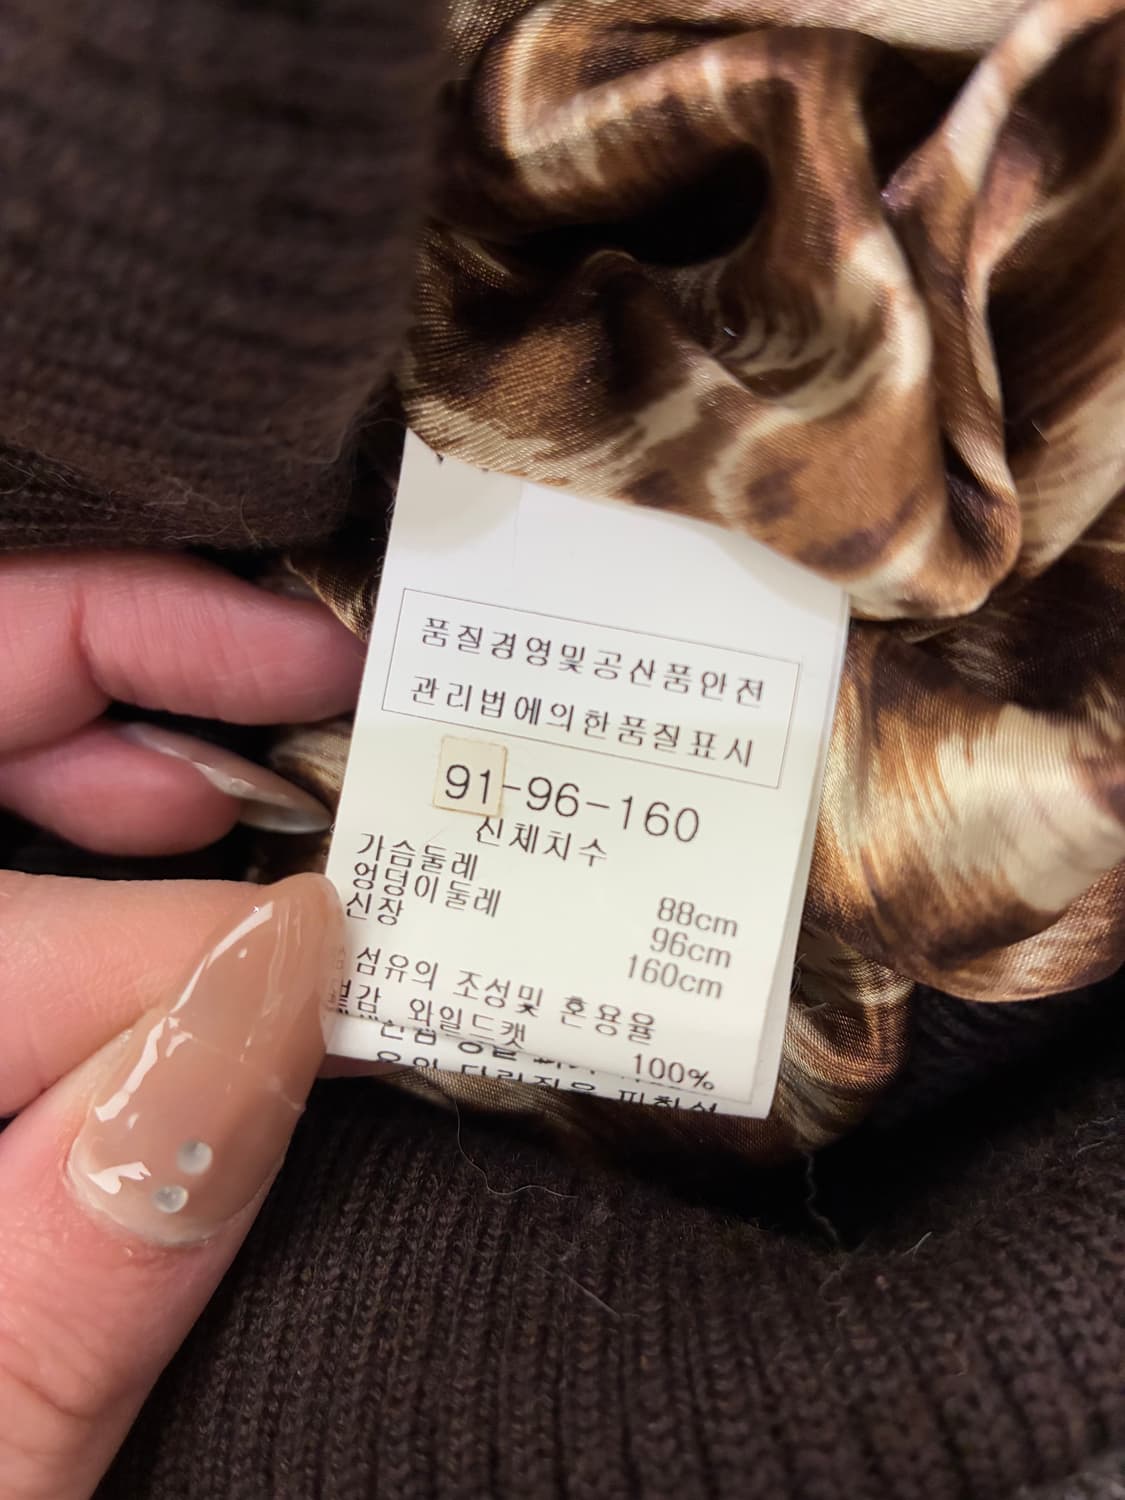 품질경영및공산품안전
관리법에의한품질표시
91-96-160
신체치수
가슴둘레 88cm
엉덩이둘레 96cm
신장 160cm
섬유의 조성및 혼용율
겉감 와일드캣 100%